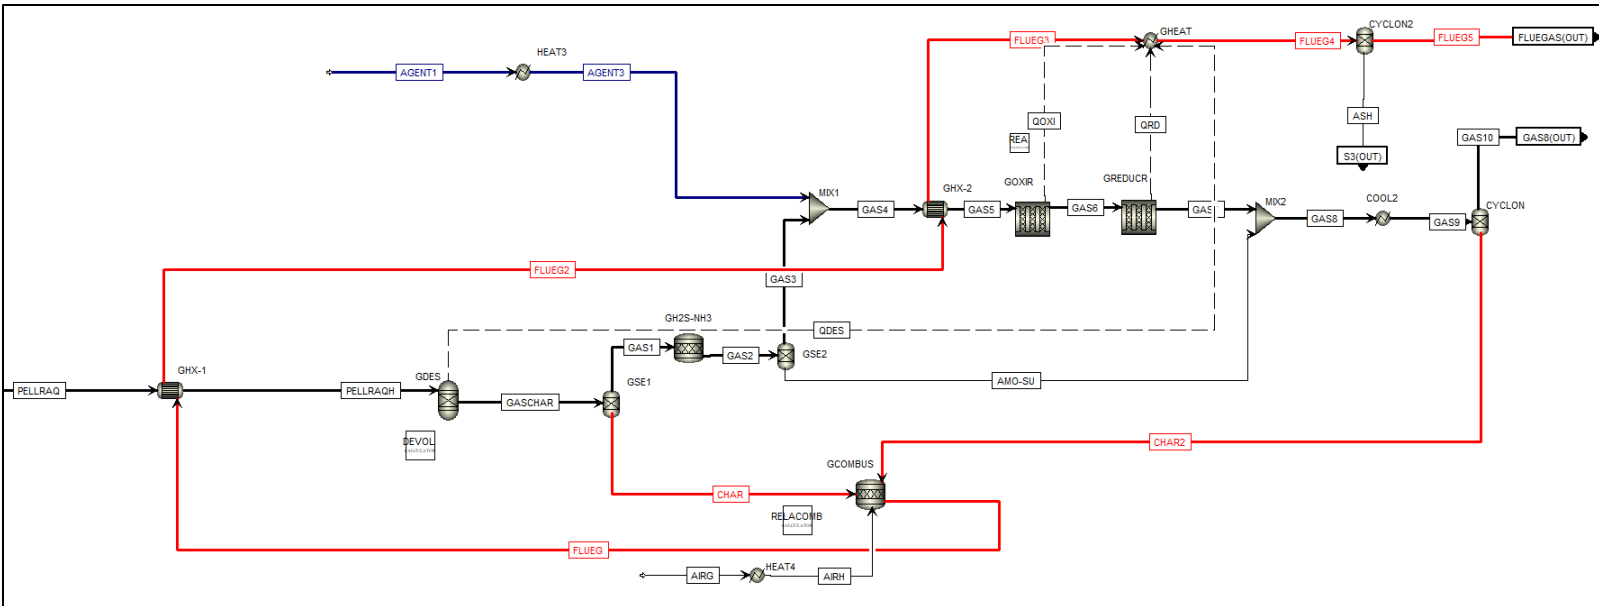 CYCLON2
GHEAT
FLUEG3
FLUEG4
FLUEG5
FLUEGAS(OUT)
HEAT3
AGENT1
AGENT3
ASH
QOXI
QRD
REA
GAS10
GAS8(OUT)
S3(OUT)
GREDUCR
GOXIR
GHX-2
MIX1
MIX2
COOL2
CYCLON
GAS4
GAS5
GAS6
GAS
GAS8
GAS9
FLUEG2
GAS3
GH2S-NH3
QDES
GAS1
GAS2
GSE2
GHX-1
GDES
GSE1
AMO-SU
PELLRAQ
PELLRAQH
GASCHAR
DEVOL
CALCULATOR
CHAR2
GCOMBUS
CHAR
RELACOMB
CALCULATOR
FLUEG
HEAT4
AIRG
AIRH